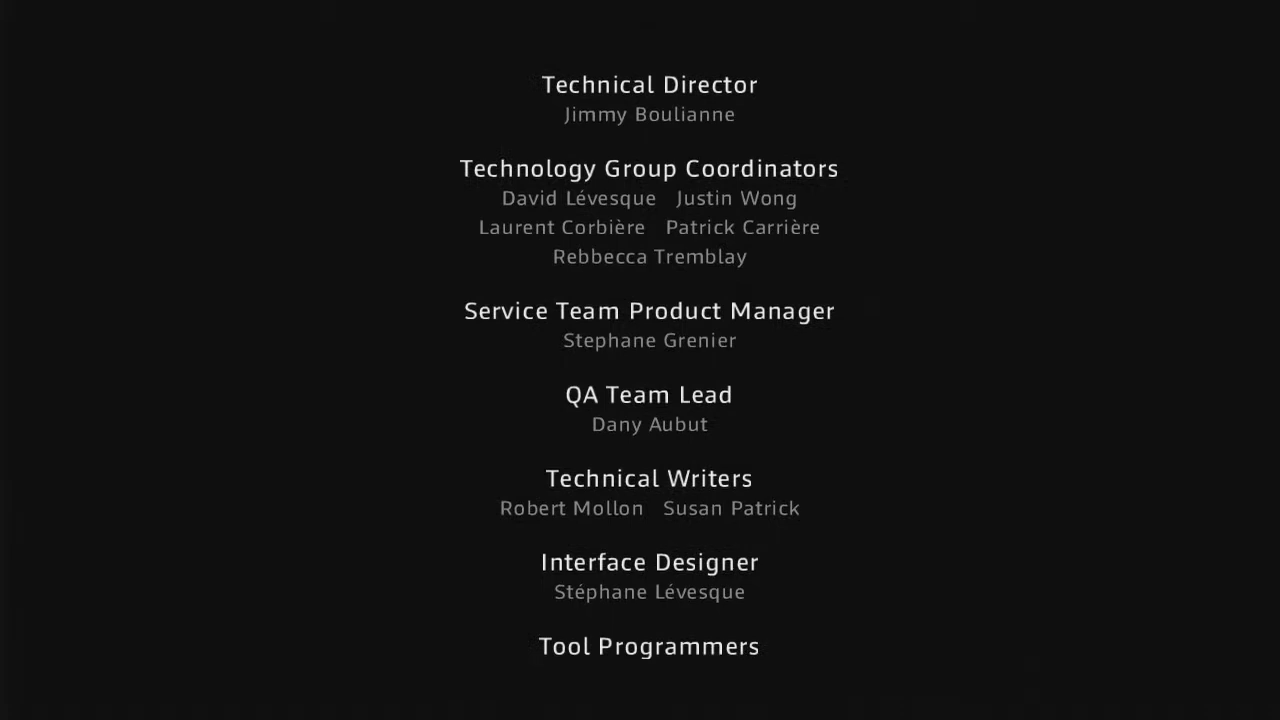 Technical Director
Jimmy Boulianne
Technology Group Coordinators
David Lévesque Justin Wong
Laurent Corbière Patrick Carrière
Rebbecca Tremblay
Service Team Product Manager
Stephane Grenier
QA Team Lead
Dany Aubut
Technical Writers
Robert Mollon Susan Patrick
Interface Designer
Stéphane Lévesque
Tool Programmers